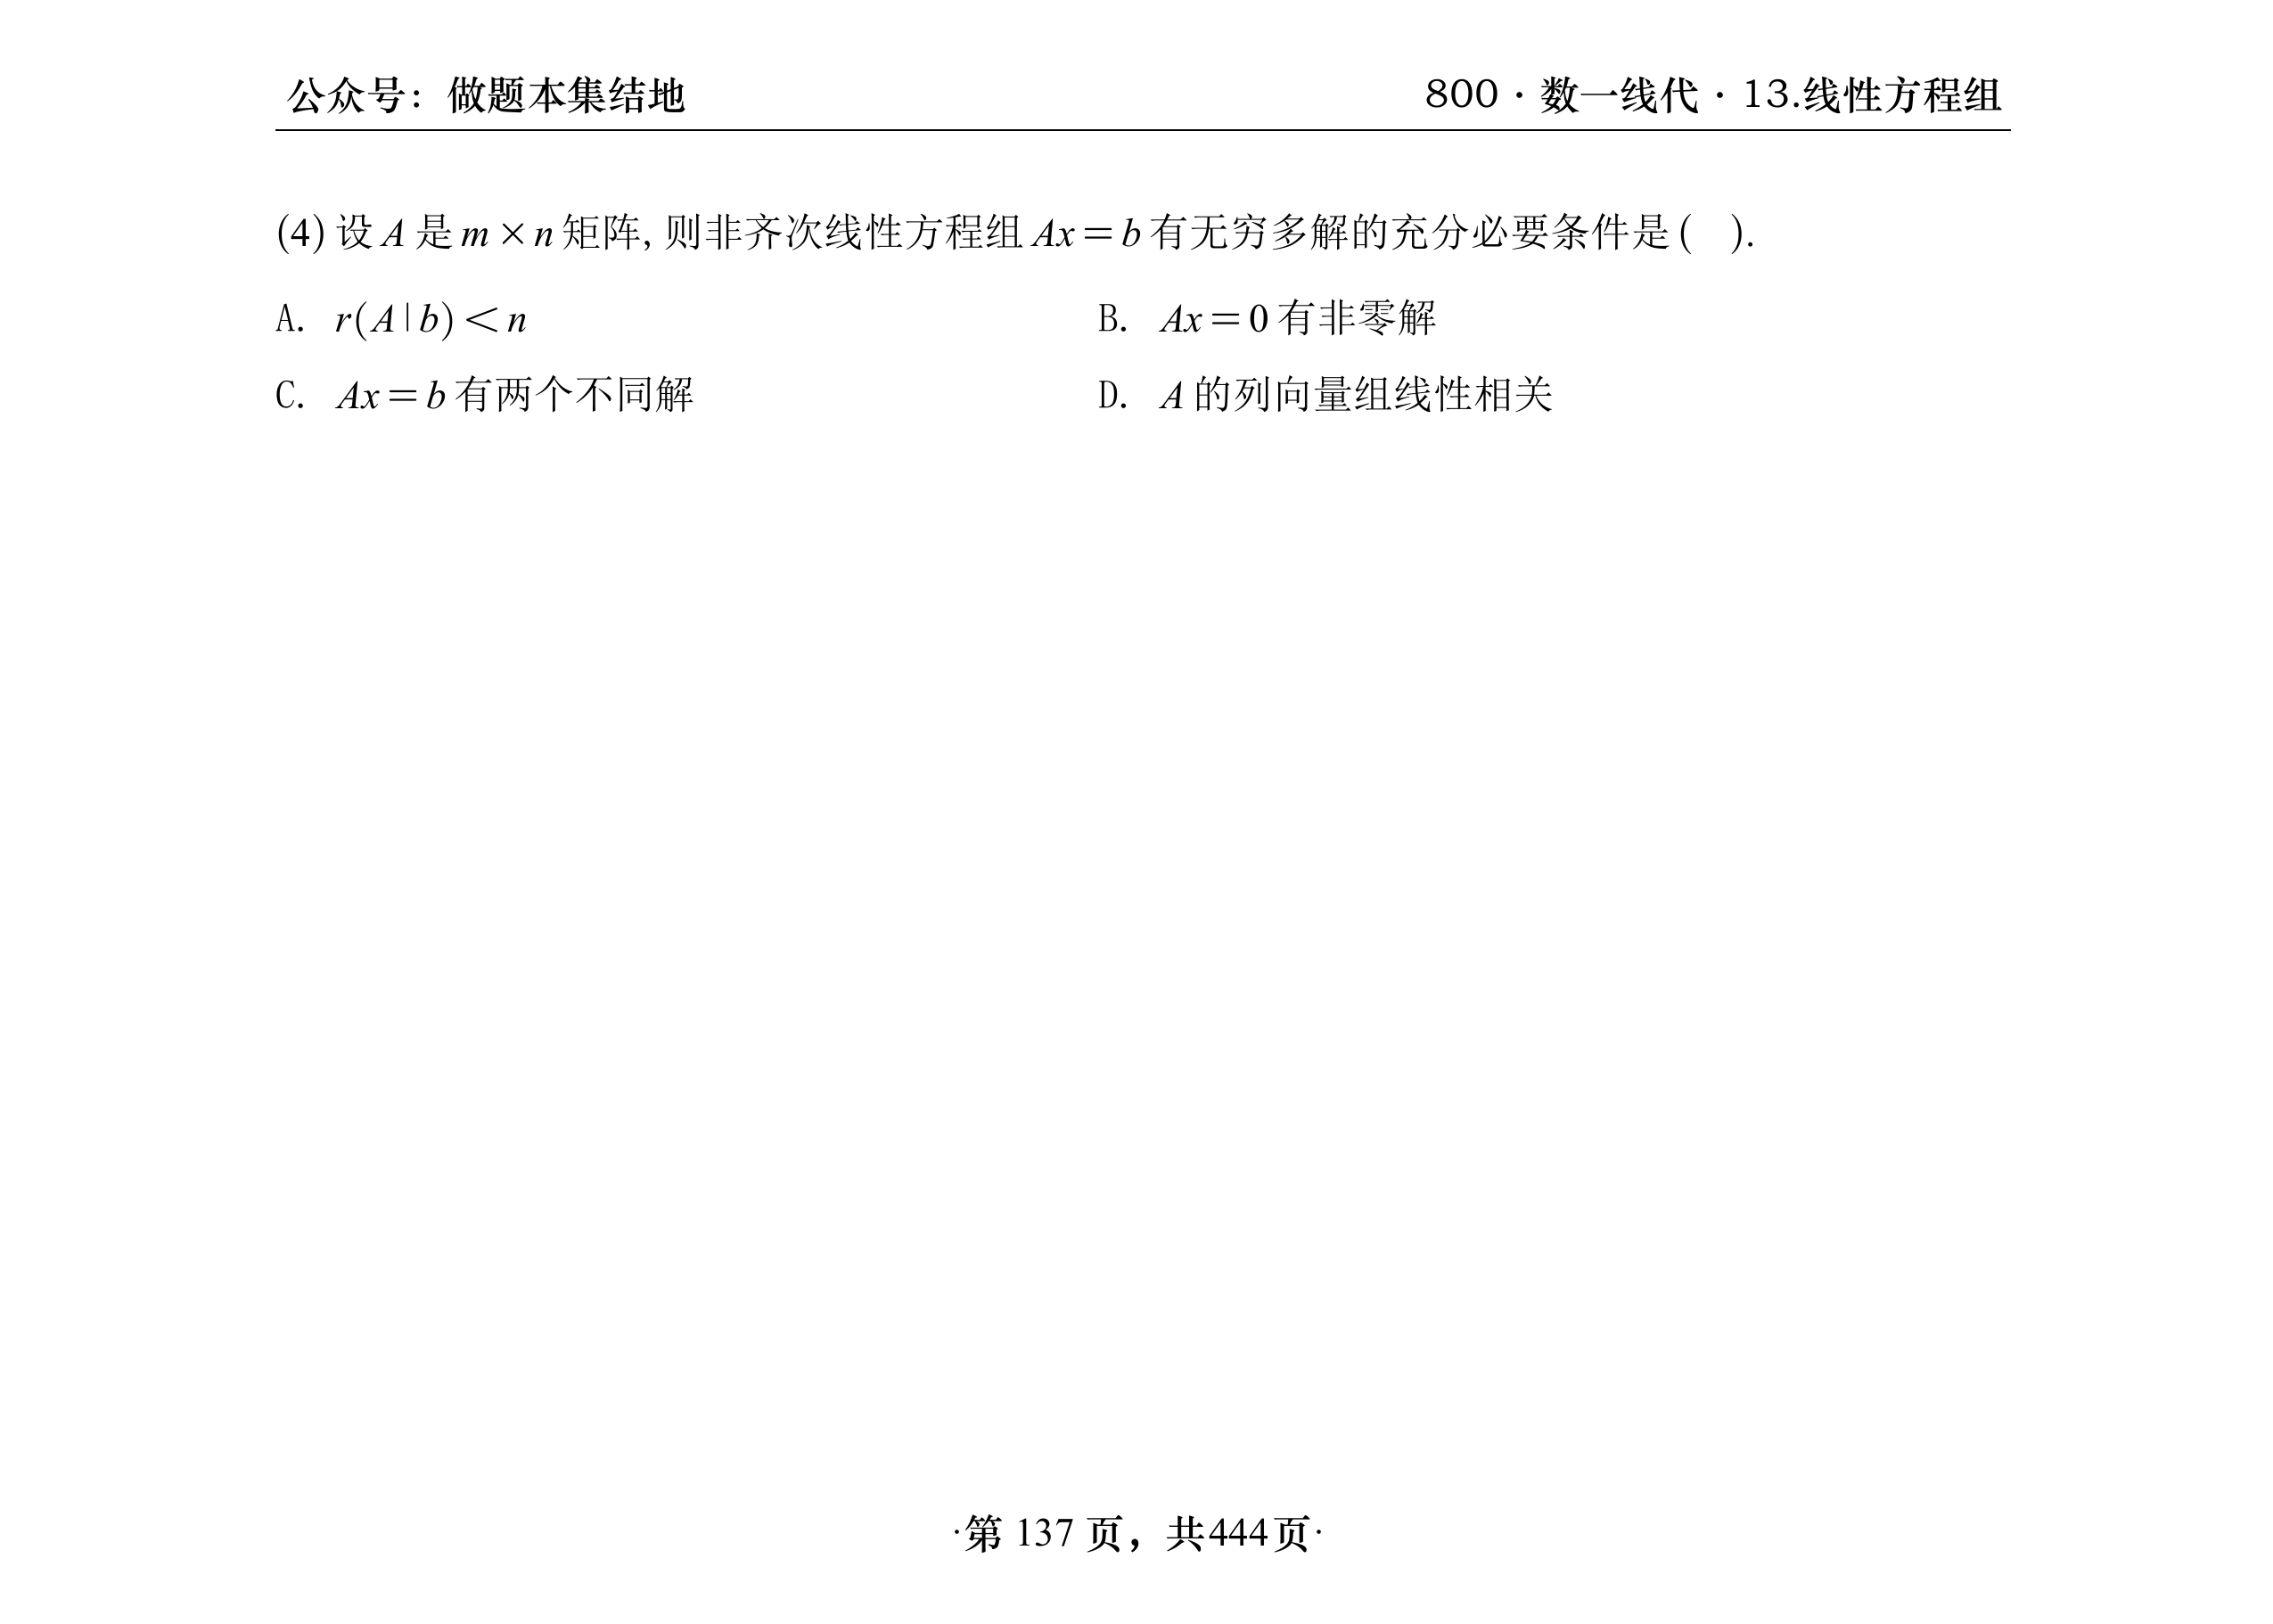 公众号：做题本集结地
800·数一线代·13.线性方程组
(4) 设 A 是 m × n 矩阵, 则非齐次线性方程组 Ax = b 有无穷多解的充分必要条件是 (    ).
A. r(A|b) < n
B. Ax = 0 有非零解
C. Ax = b 有两个不同解
D. A 的列向量组线性相关
·第 137 页，共444页·